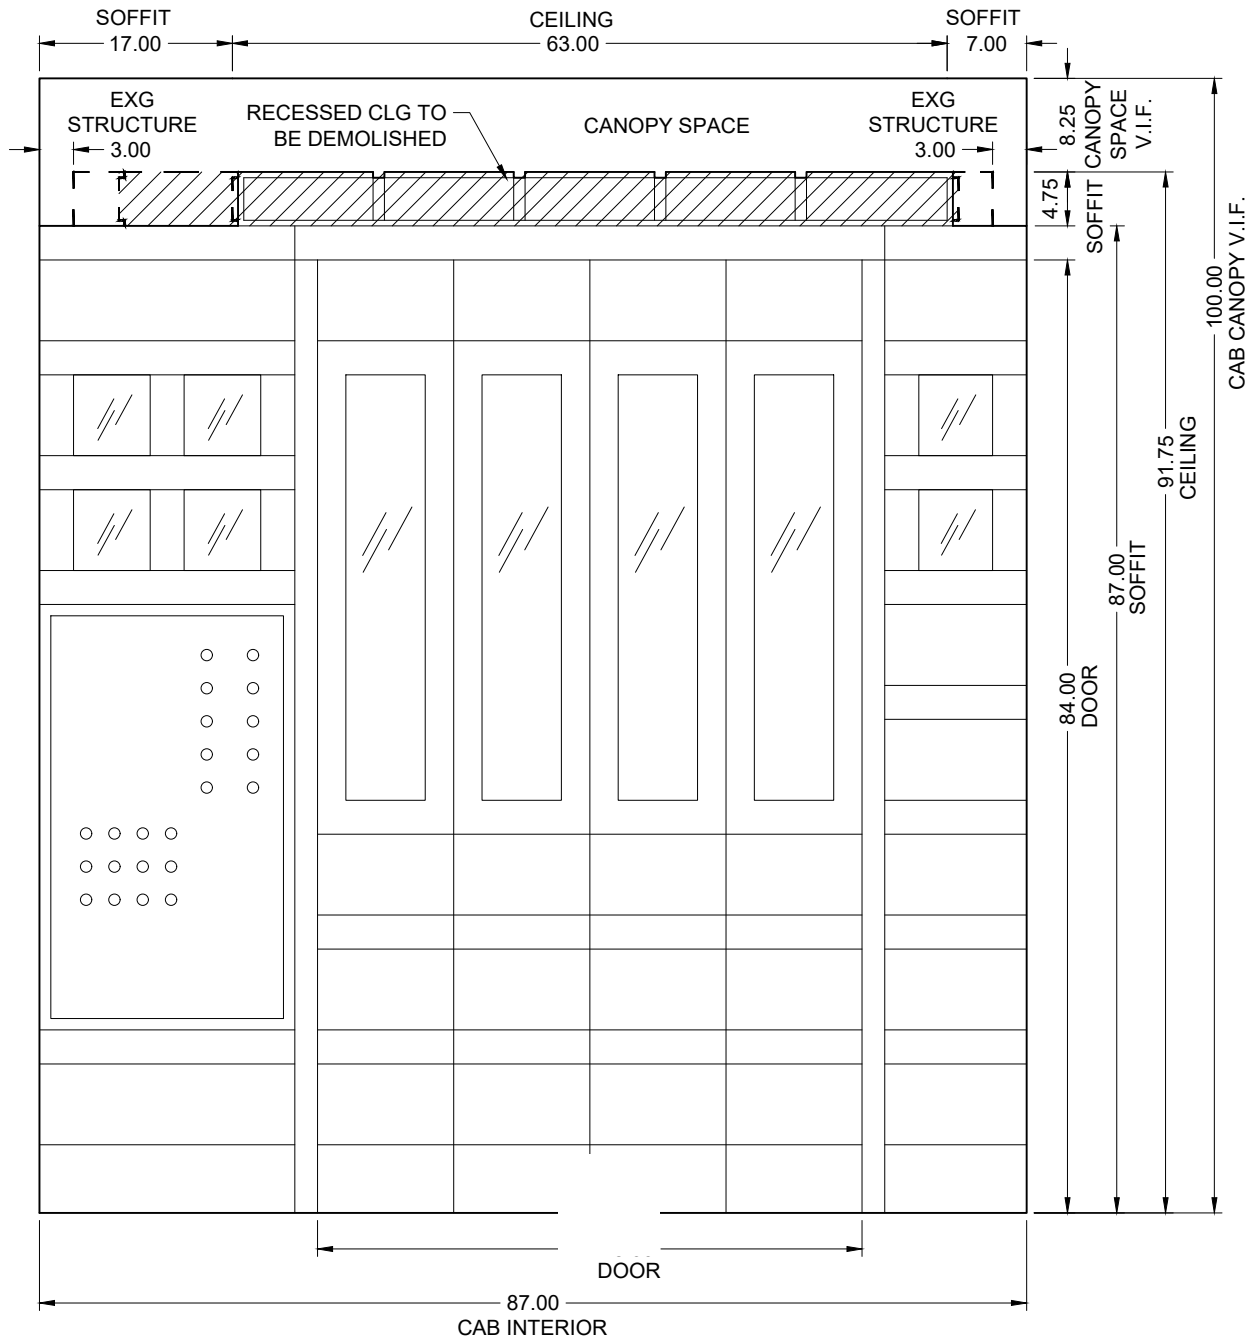 SOFFIT
17.00
CEILING
63.00
SOFFIT
7.00
EXG
STRUCTURE
3.00
RECESSED CLG TO
BE DEMOLISHED
CANOPY SPACE
EXG
STRUCTURE
3.00
8.25
CANOPY
SPACE
V.I.F.
4.75
SOFFIT
100.00
CAB CANOPY V.I.F.
91.75
CEILING
87.00
SOFFIT
84.00
DOOR
DOOR
87.00
CAB INTERIOR